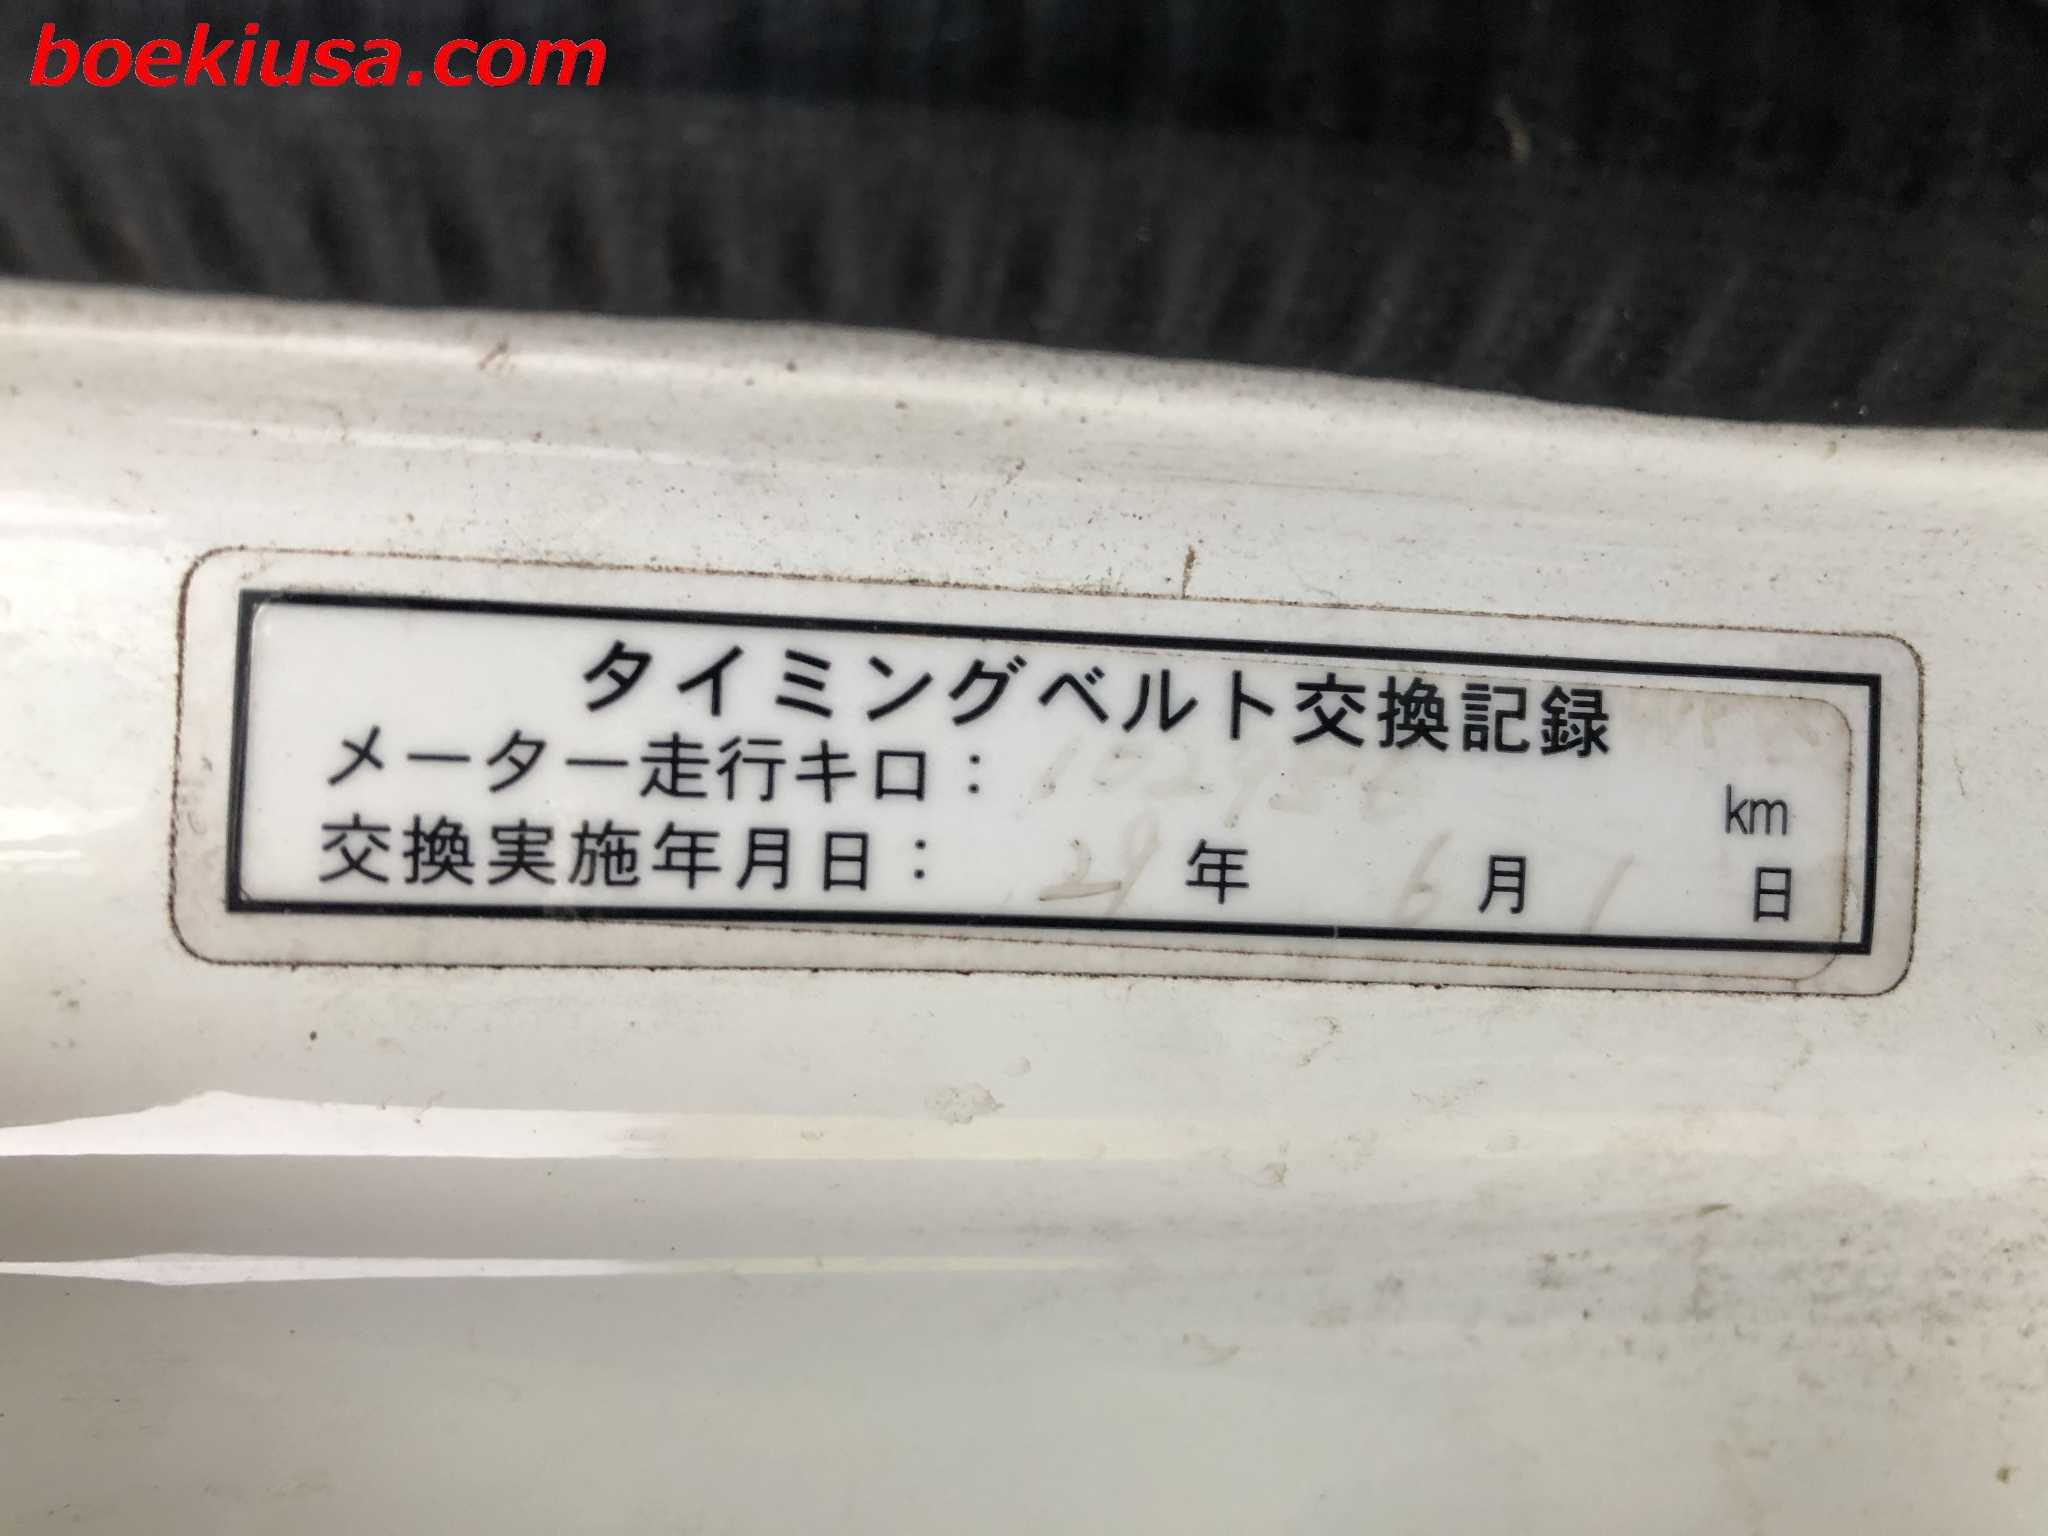 boekiusa.com
タイミングベルト交換記録
メーター走行キロ： km
交換実施年月日： 29 年 6 月 1 日